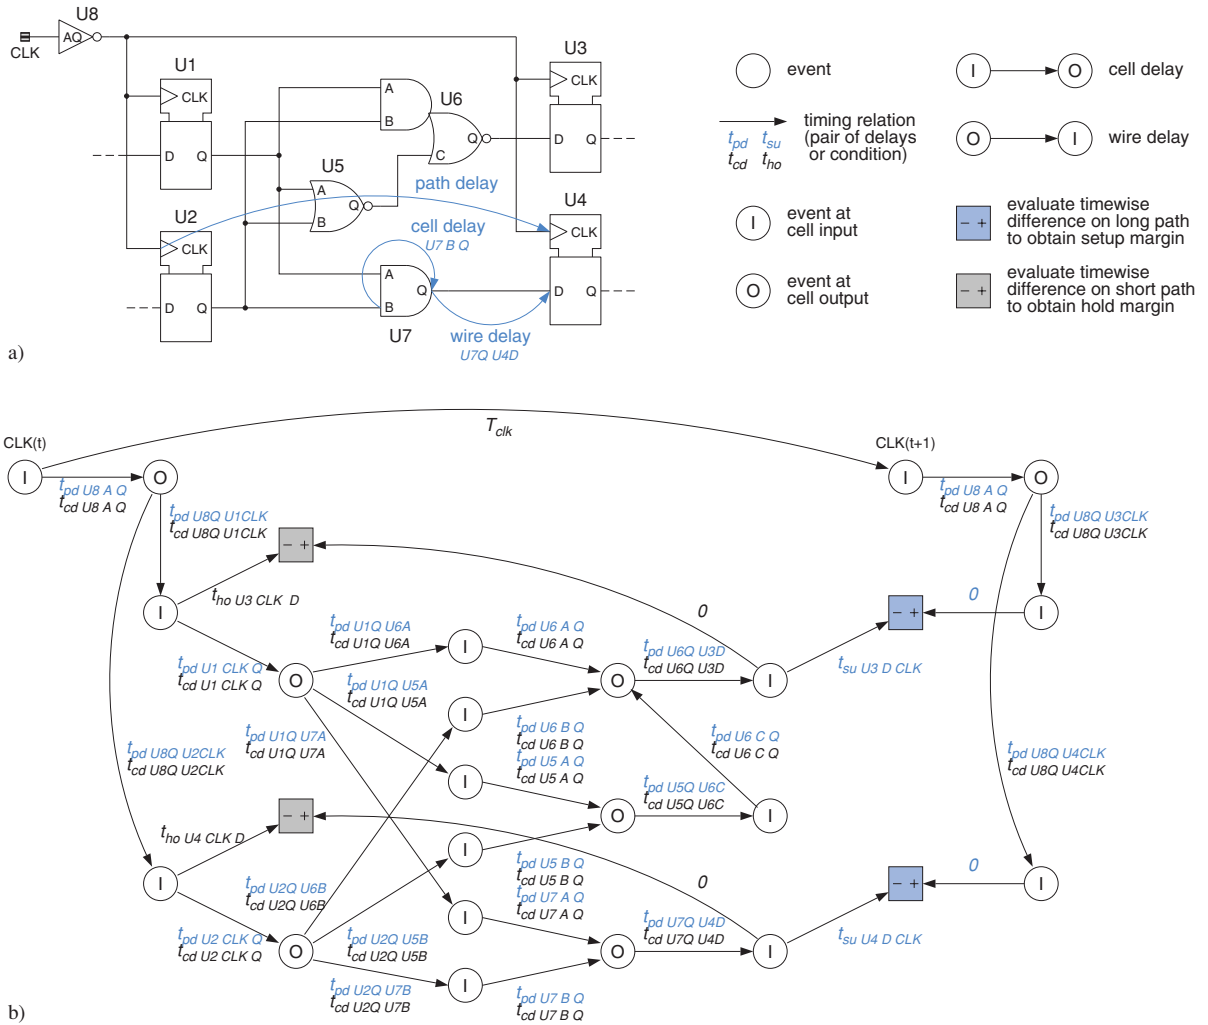 U8
AQ
CLK
U1
CLK
D Q
U2
CLK
D Q
A
B
U6
C
Q
U5
A
B
Q
path delay
cell delay
U7 B Q
A
B
Q
U7
wire delay
U7Q U4D
U3
CLK
D Q
U4
CLK
D Q
a)
event
timing relation
(pair of delays
or condition)
tpd tsu
tcd tho
I
event at
cell input
O
event at
cell output
I O cell delay
O I wire delay
- +
evaluate timewise
difference on long path
to obtain setup margin
- +
evaluate timewise
difference on short path
to obtain hold margin
Tclk
CLK(t)
CLK(t+1)
I
O
I
O
tpd U8 A Q
tcd U8 A Q
tpd U8 A Q
tcd U8 A Q
tpd U8Q U1CLK
tcd U8Q U1CLK
tpd U8Q U3CLK
tcd U8Q U3CLK
- +
tho U3 CLK D
0
0
- +
I
I
tpd U1Q U6A
tcd U1Q U6A
tpd U6 A Q
tcd U6 A Q
tpd U6Q U3D
tcd U6Q U3D
tsu U3 D CLK
tpd U1 CLK Q
tcd U1 CLK Q
O
I
O
I
tpd U1Q U5A
tcd U1Q U5A
I
tpd U1Q U7A
tcd U1Q U7A
tpd U6 B Q
tcd U6 B Q
tpd U6 C Q
tcd U6 C Q
tpd U8Q U2CLK
tcd U8Q U2CLK
tpd U8Q U4CLK
tcd U8Q U4CLK
tpd U5 A Q
tcd U5 A Q
I
tpd U5Q U6C
tcd U5Q U6C
- +
O
I
tho U4 CLK D
I
tpd U5 B Q
tcd U5 B Q
0
0
- +
I
I
tpd U2Q U6B
tcd U2Q U6B
tpd U7 A Q
tcd U7 A Q
I
tpd U7Q U4D
tcd U7Q U4D
tsu U4 D CLK
tpd U2 CLK Q
tcd U2 CLK Q
O
tpd U2Q U5B
tcd U2Q U5B
O
I
I
tpd U2Q U7B
tcd U2Q U7B
tpd U7 B Q
tcd U7 B Q
b)